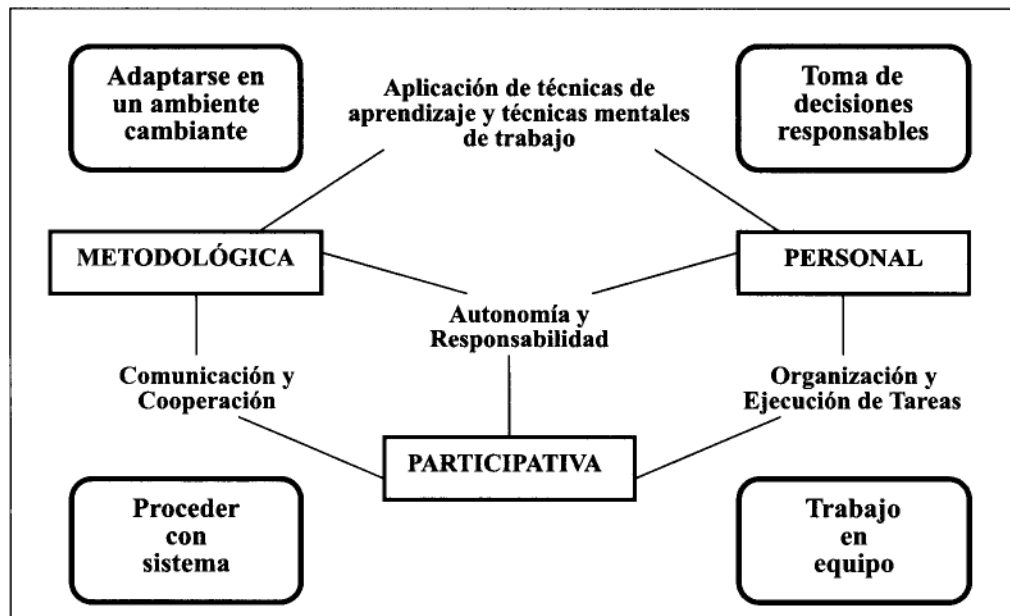 Adaptarse en
un ambiente
cambiante
Aplicación de técnicas de
aprendizaje y técnicas mentales
de trabajo
Toma de
decisiones
responsables
METODOLÓGICA
PERSONAL
Autonomía y
Responsabilidad
Comunicación y
Cooperación
Organización y
Ejecución de Tareas
PARTICIPATIVA
Proceder
con
sistema
Trabajo
en
equipo